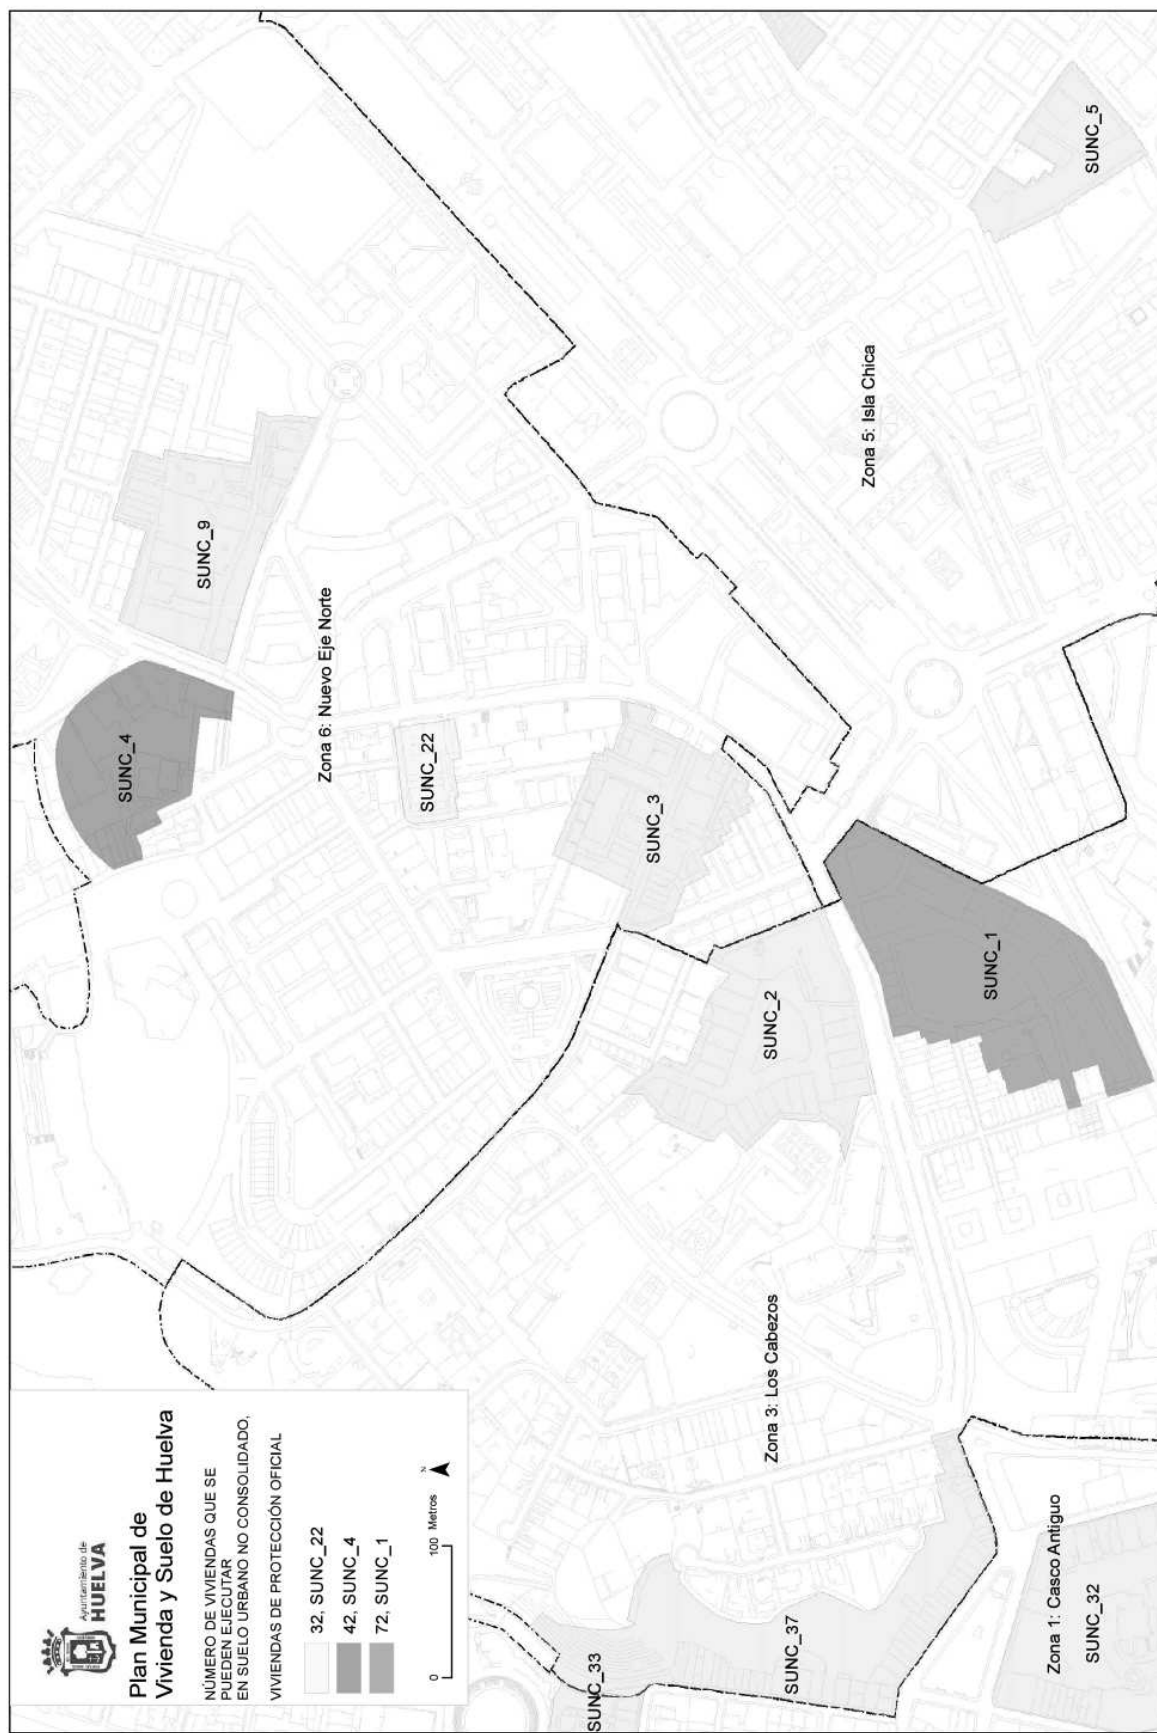 Ayuntamiento de
HUELVA
Plan Municipal de
Vivienda y Suelo de Huelva
NÚMERO DE VIVIENDAS QUE SE
PUEDEN EJECUTAR
EN SUELO URBANO NO CONSOLIDADO,
VIVIENDAS DE PROTECCIÓN OFICIAL
32, SUNC_22
42, SUNC_4
72, SUNC_1
0
100 Metros
N
SUNC_4
SUNC_9
Zona 6: Nuevo Eje Norte
SUNC_22
SUNC_3
SUNC_2
Zona 5: Isla Chica
SUNC_5
SUNC_1
Zona 3: Los Cabezos
SUNC_33
SUNC_37
Zona 1: Casco Antiguo
SUNC_32